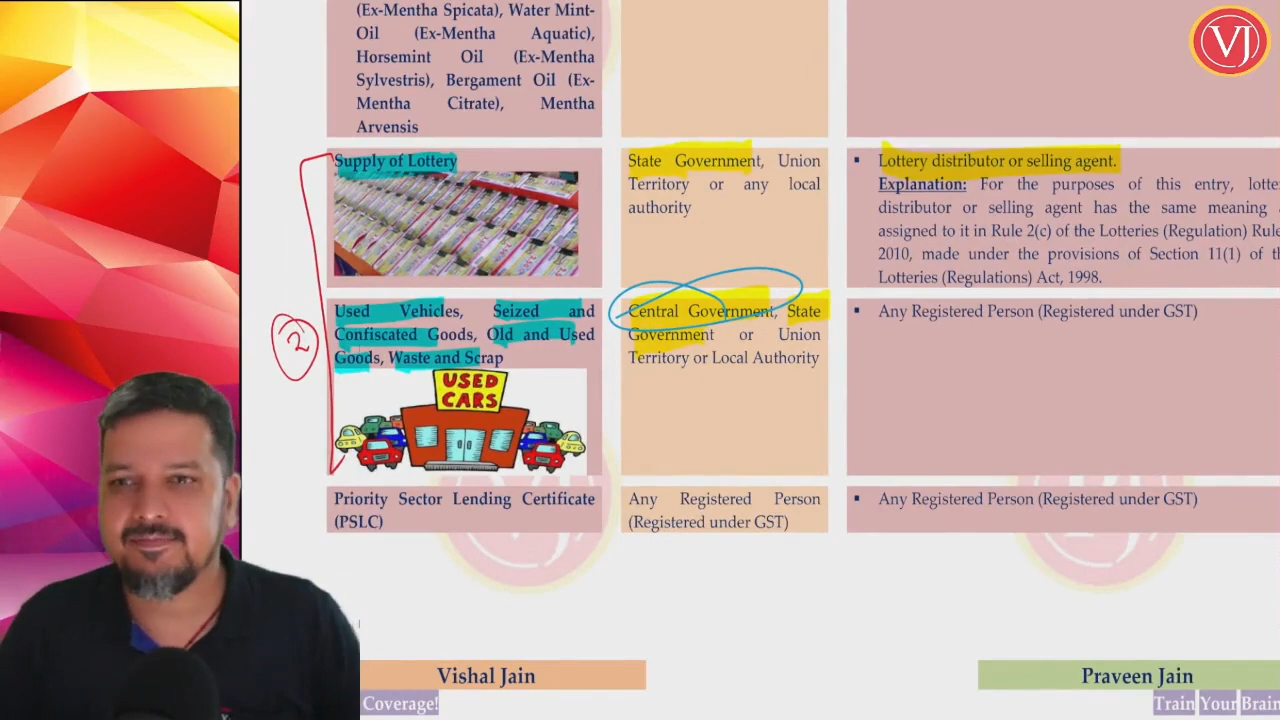 (Ex-Mentha Spicata), Water Mint-
Oil (Ex-Mentha Aquatic),
Horsemint Oil (Ex-Mentha
Sylvestris), Bergament Oil (Ex-
Mentha Citrate), Mentha
Arvensis
Supply of Lottery
State Government, Union
Territory or any local
authority
▪ Lottery distributor or selling agent.
Explanation: For the purposes of this entry,
distributor or selling agent has the same meaning
assigned to it in Rule 2(c) of the Lotteries (Regulation)
2010, made under the provisions of Section 11(1) of
Lotteries (Regulations) Act, 1998.
2
Used Vehicles, Seized and
Confiscated Goods, Old and Used
Goods, Waste and Scrap
USED
CARS
Central Government, State
Government or Union
Territory or Local Authority
▪ Any Registered Person (Registered under GST)
Priority Sector Lending Certificate
(PSLC)
Any Registered Person
(Registered under GST)
▪ Any Registered Person (Registered under GST)
VJ
Vishal Jain
Praveen Jain
Coverage!
Train Your Brain